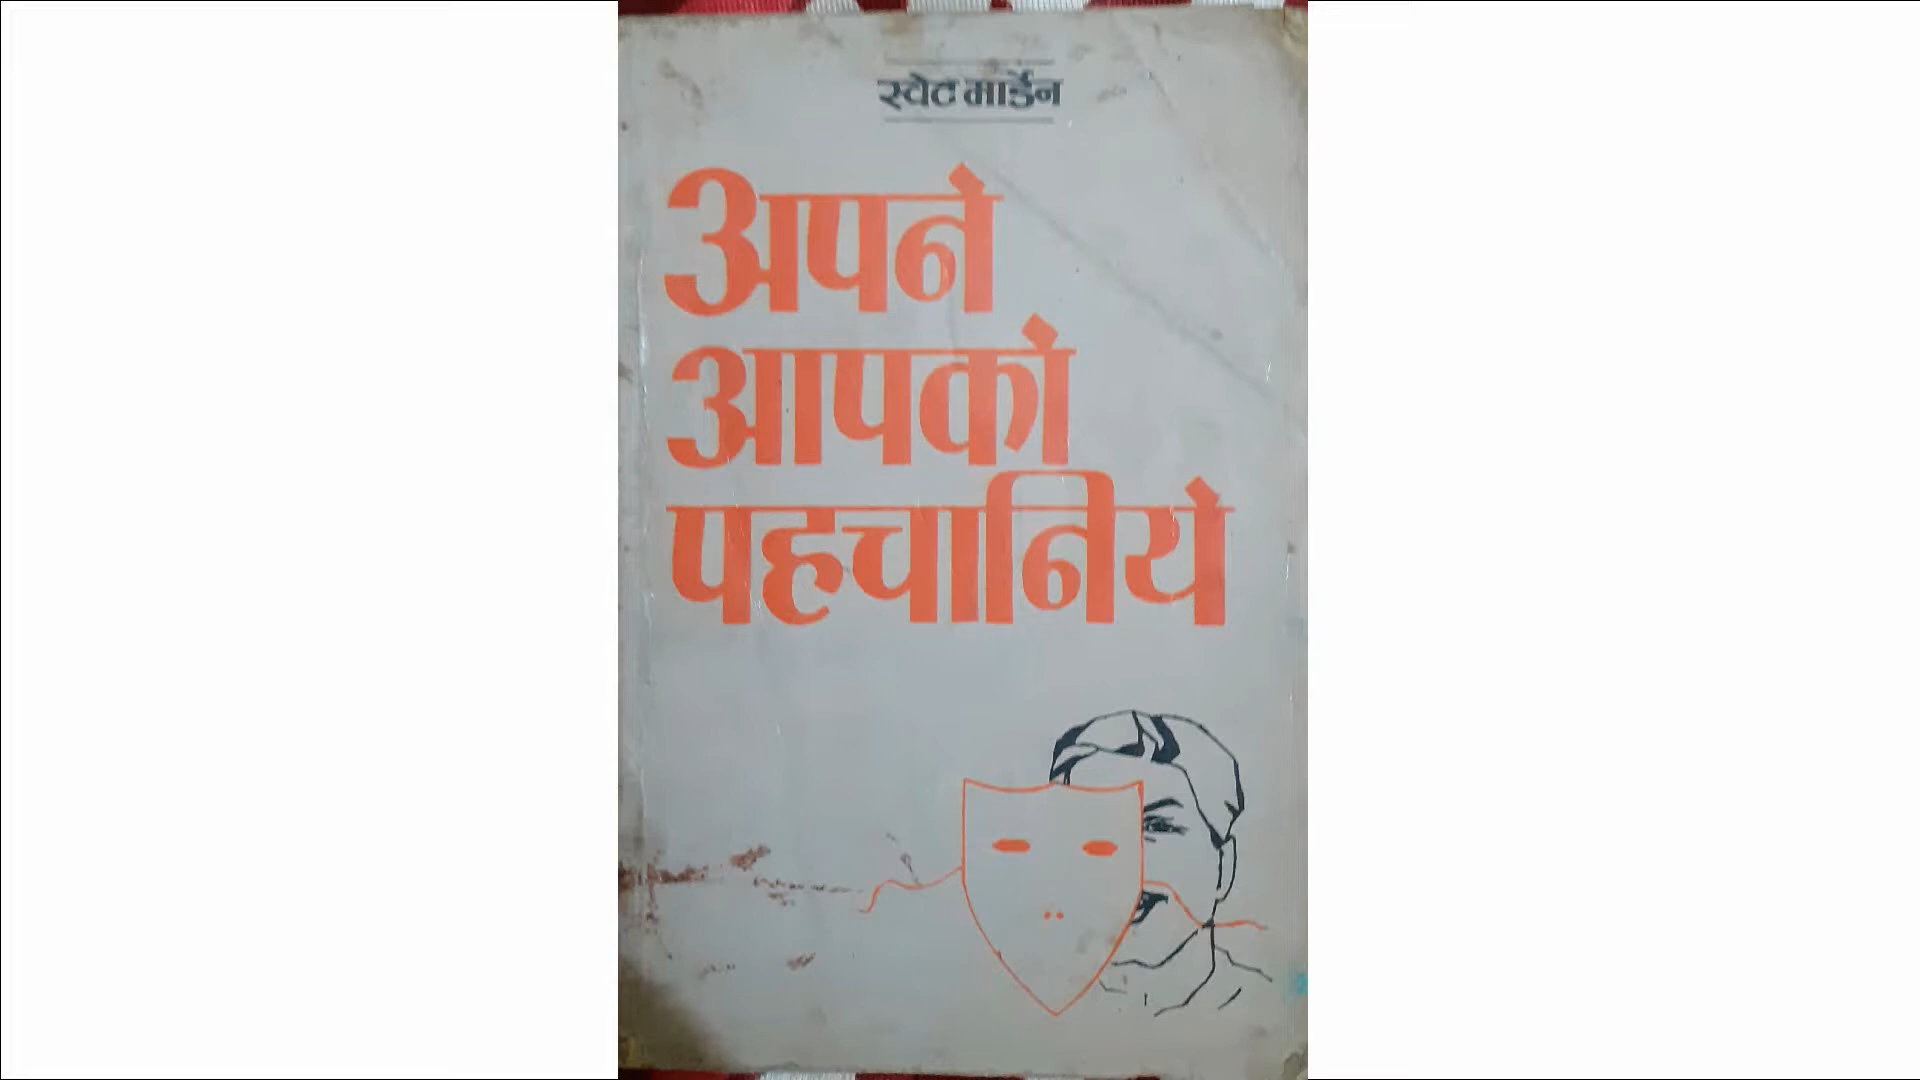 स्वेट मार्डेन
अपने
आपको
पहचानिये